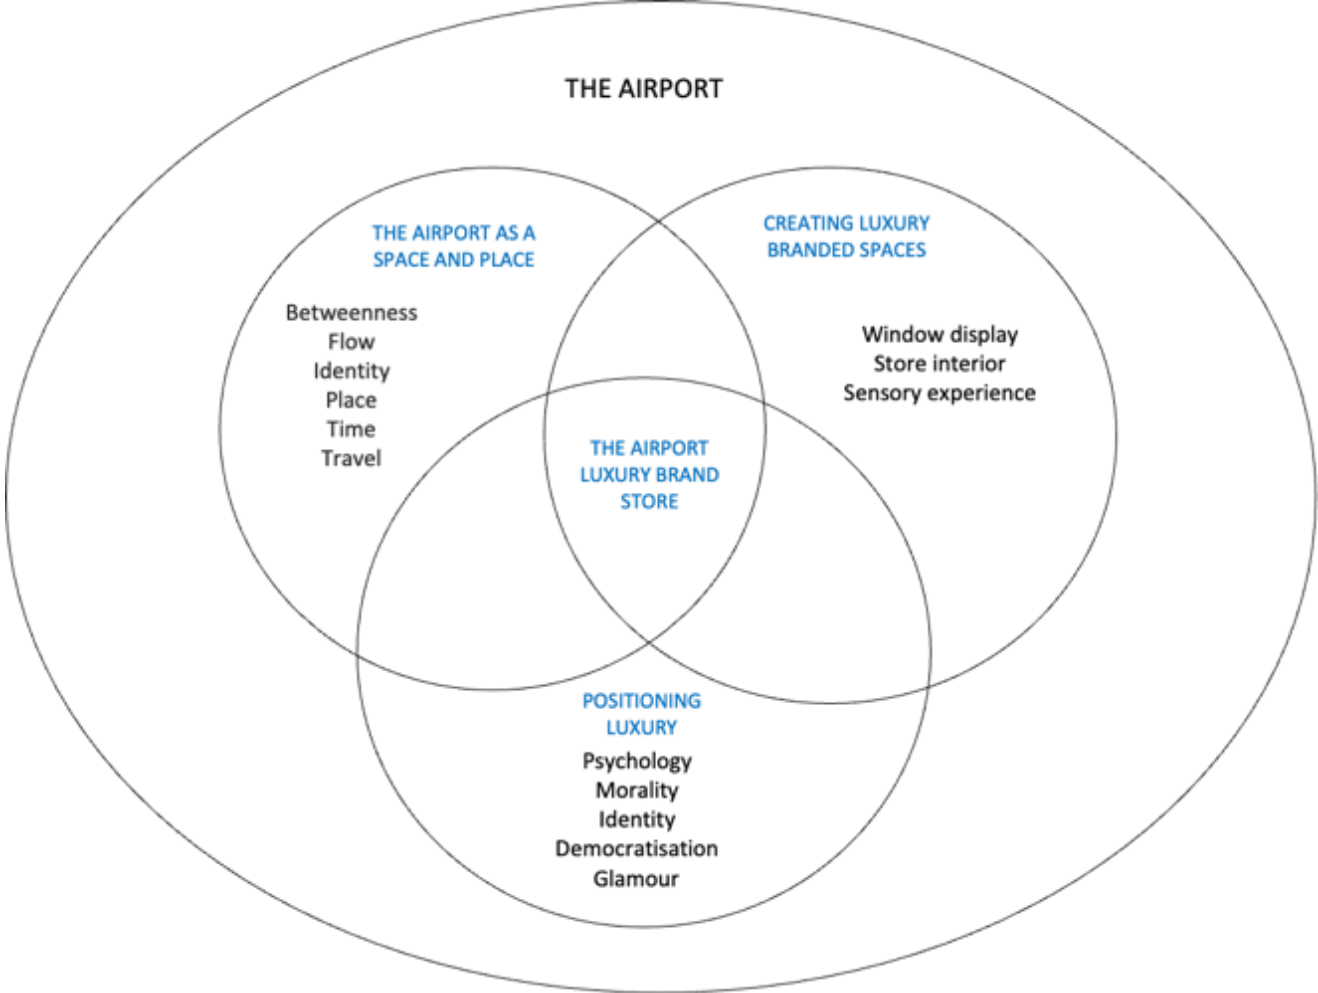 THE AIRPORT
THE AIRPORT AS A
SPACE AND PLACE
Betweenness
Flow
Identity
Place
Time
Travel
CREATING LUXURY
BRANDED SPACES
Window display
Store interior
Sensory experience
THE AIRPORT
LUXURY BRAND
STORE
POSITIONING
LUXURY
Psychology
Morality
Identity
Democratisation
Glamour